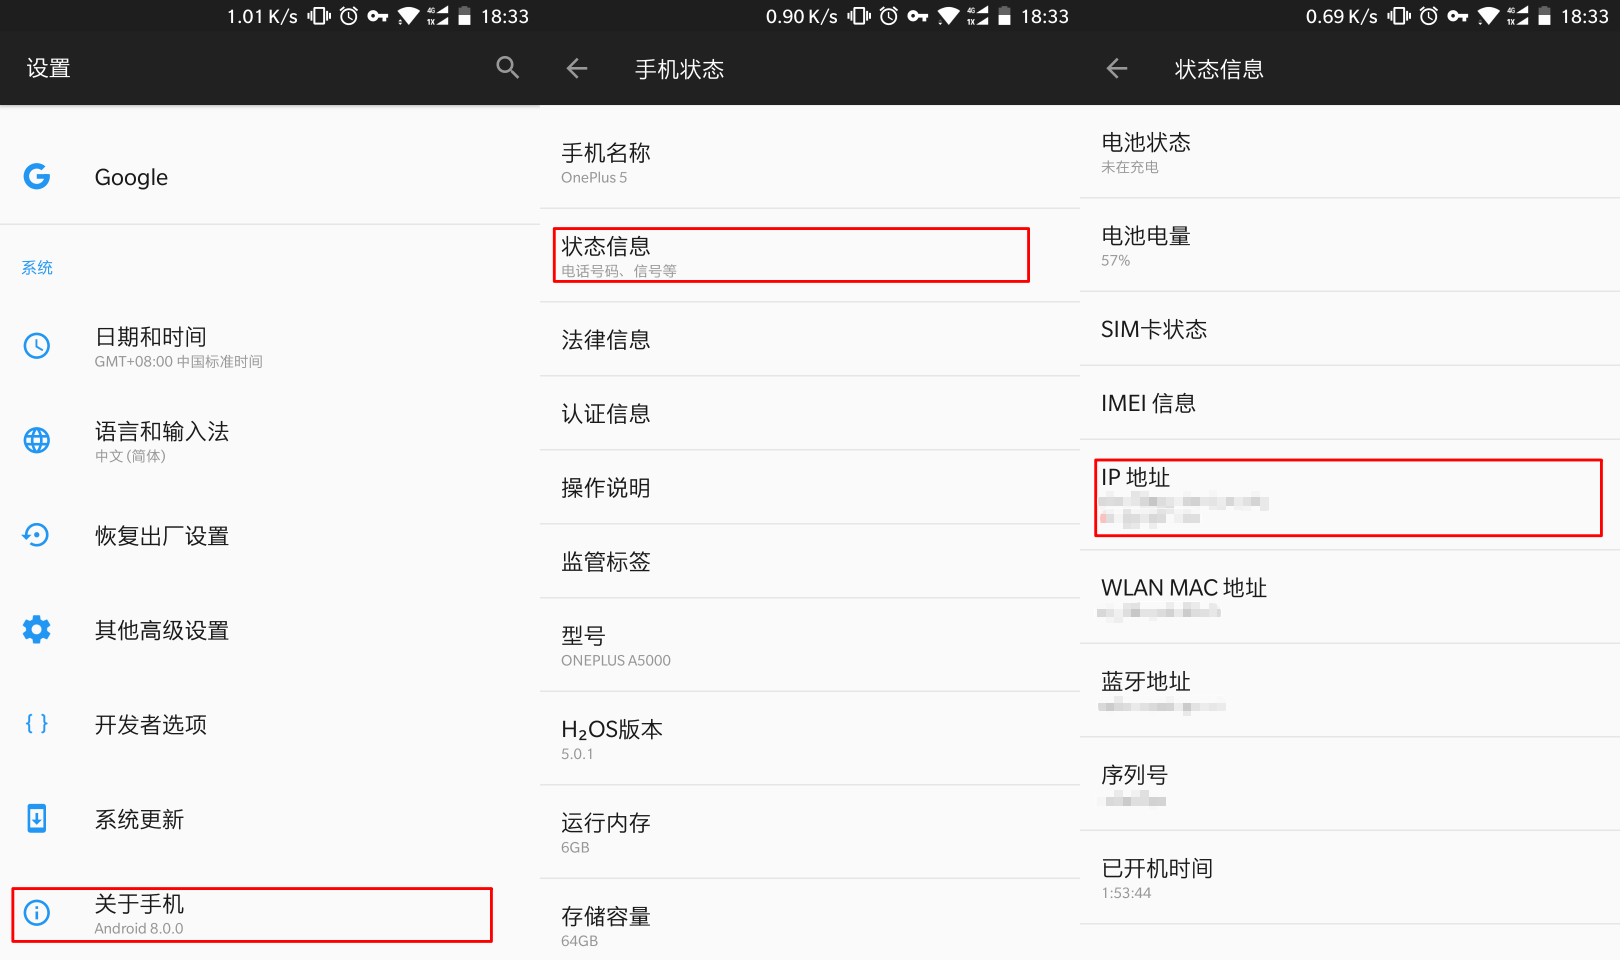 1.01 K/s 4G 1X 18:33
设置
Google
系统
日期和时间
GMT+08:00 中国标准时间
语言和输入法
中文 (简体)
恢复出厂设置
其他高级设置
开发者选项
系统更新
关于手机
Android 8.0.0
0.90 K/s 4G 1X 18:33
手机状态
手机名称
OnePlus 5
状态信息
电话号码、信号等
法律信息
认证信息
操作说明
监管标签
型号
ONEPLUS A5000
H₂OS版本
5.0.1
运行内存
6GB
存储容量
64GB
0.69 K/s 4G 1X 18:33
状态信息
电池状态
未在充电
电池电量
57%
SIM卡状态
IMEI 信息
IP 地址
WLAN MAC 地址
蓝牙地址
序列号
已开机时间
1:53:44